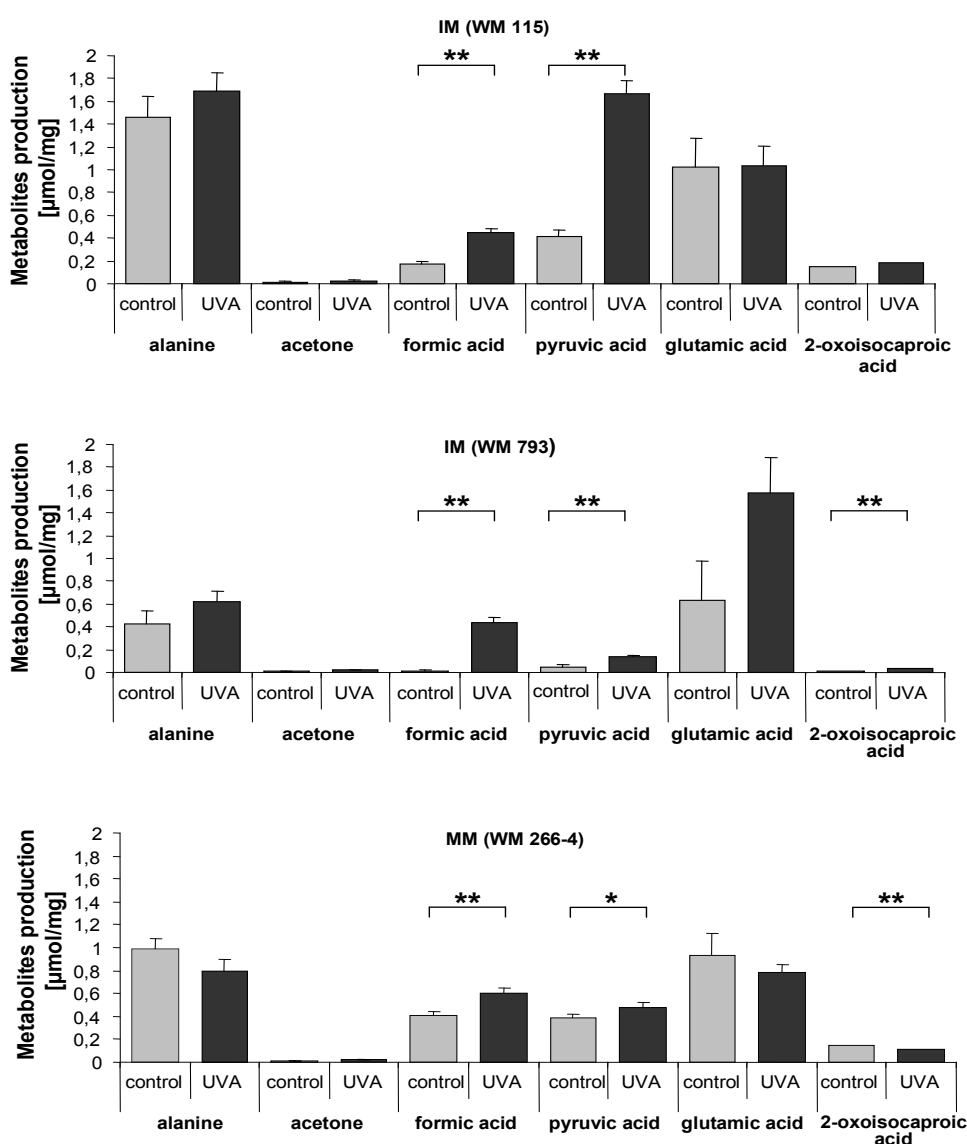 IM (WM 115)
Metabolites production
[µmol/mg]
2
1,8
1,6
1,4
1,2
1
0,8
0,6
0,4
0,2
0
** **
control UVA control UVA control UVA control UVA control UVA control UVA
alanine acetone formic acid pyruvic acid glutamic acid 2-oxoisocaproic
acid
IM (WM 793)
Metabolites production
[µmol/mg]
2
1,8
1,6
1,4
1,2
1
0,8
0,6
0,4
0,2
0
** ** **
control UVA control UVA control UVA control UVA control UVA control UVA
alanine acetone formic acid pyruvic acid glutamic acid 2-oxoisocaproic
acid
MM (WM 266-4)
Metabolites production
[µmol/mg]
2
1,8
1,6
1,4
1,2
1
0,8
0,6
0,4
0,2
0
** * **
control UVA control UVA control UVA control UVA control UVA control UVA
alanine acetone formic acid pyruvic acid glutamic acid 2-oxoisocaproic
acid